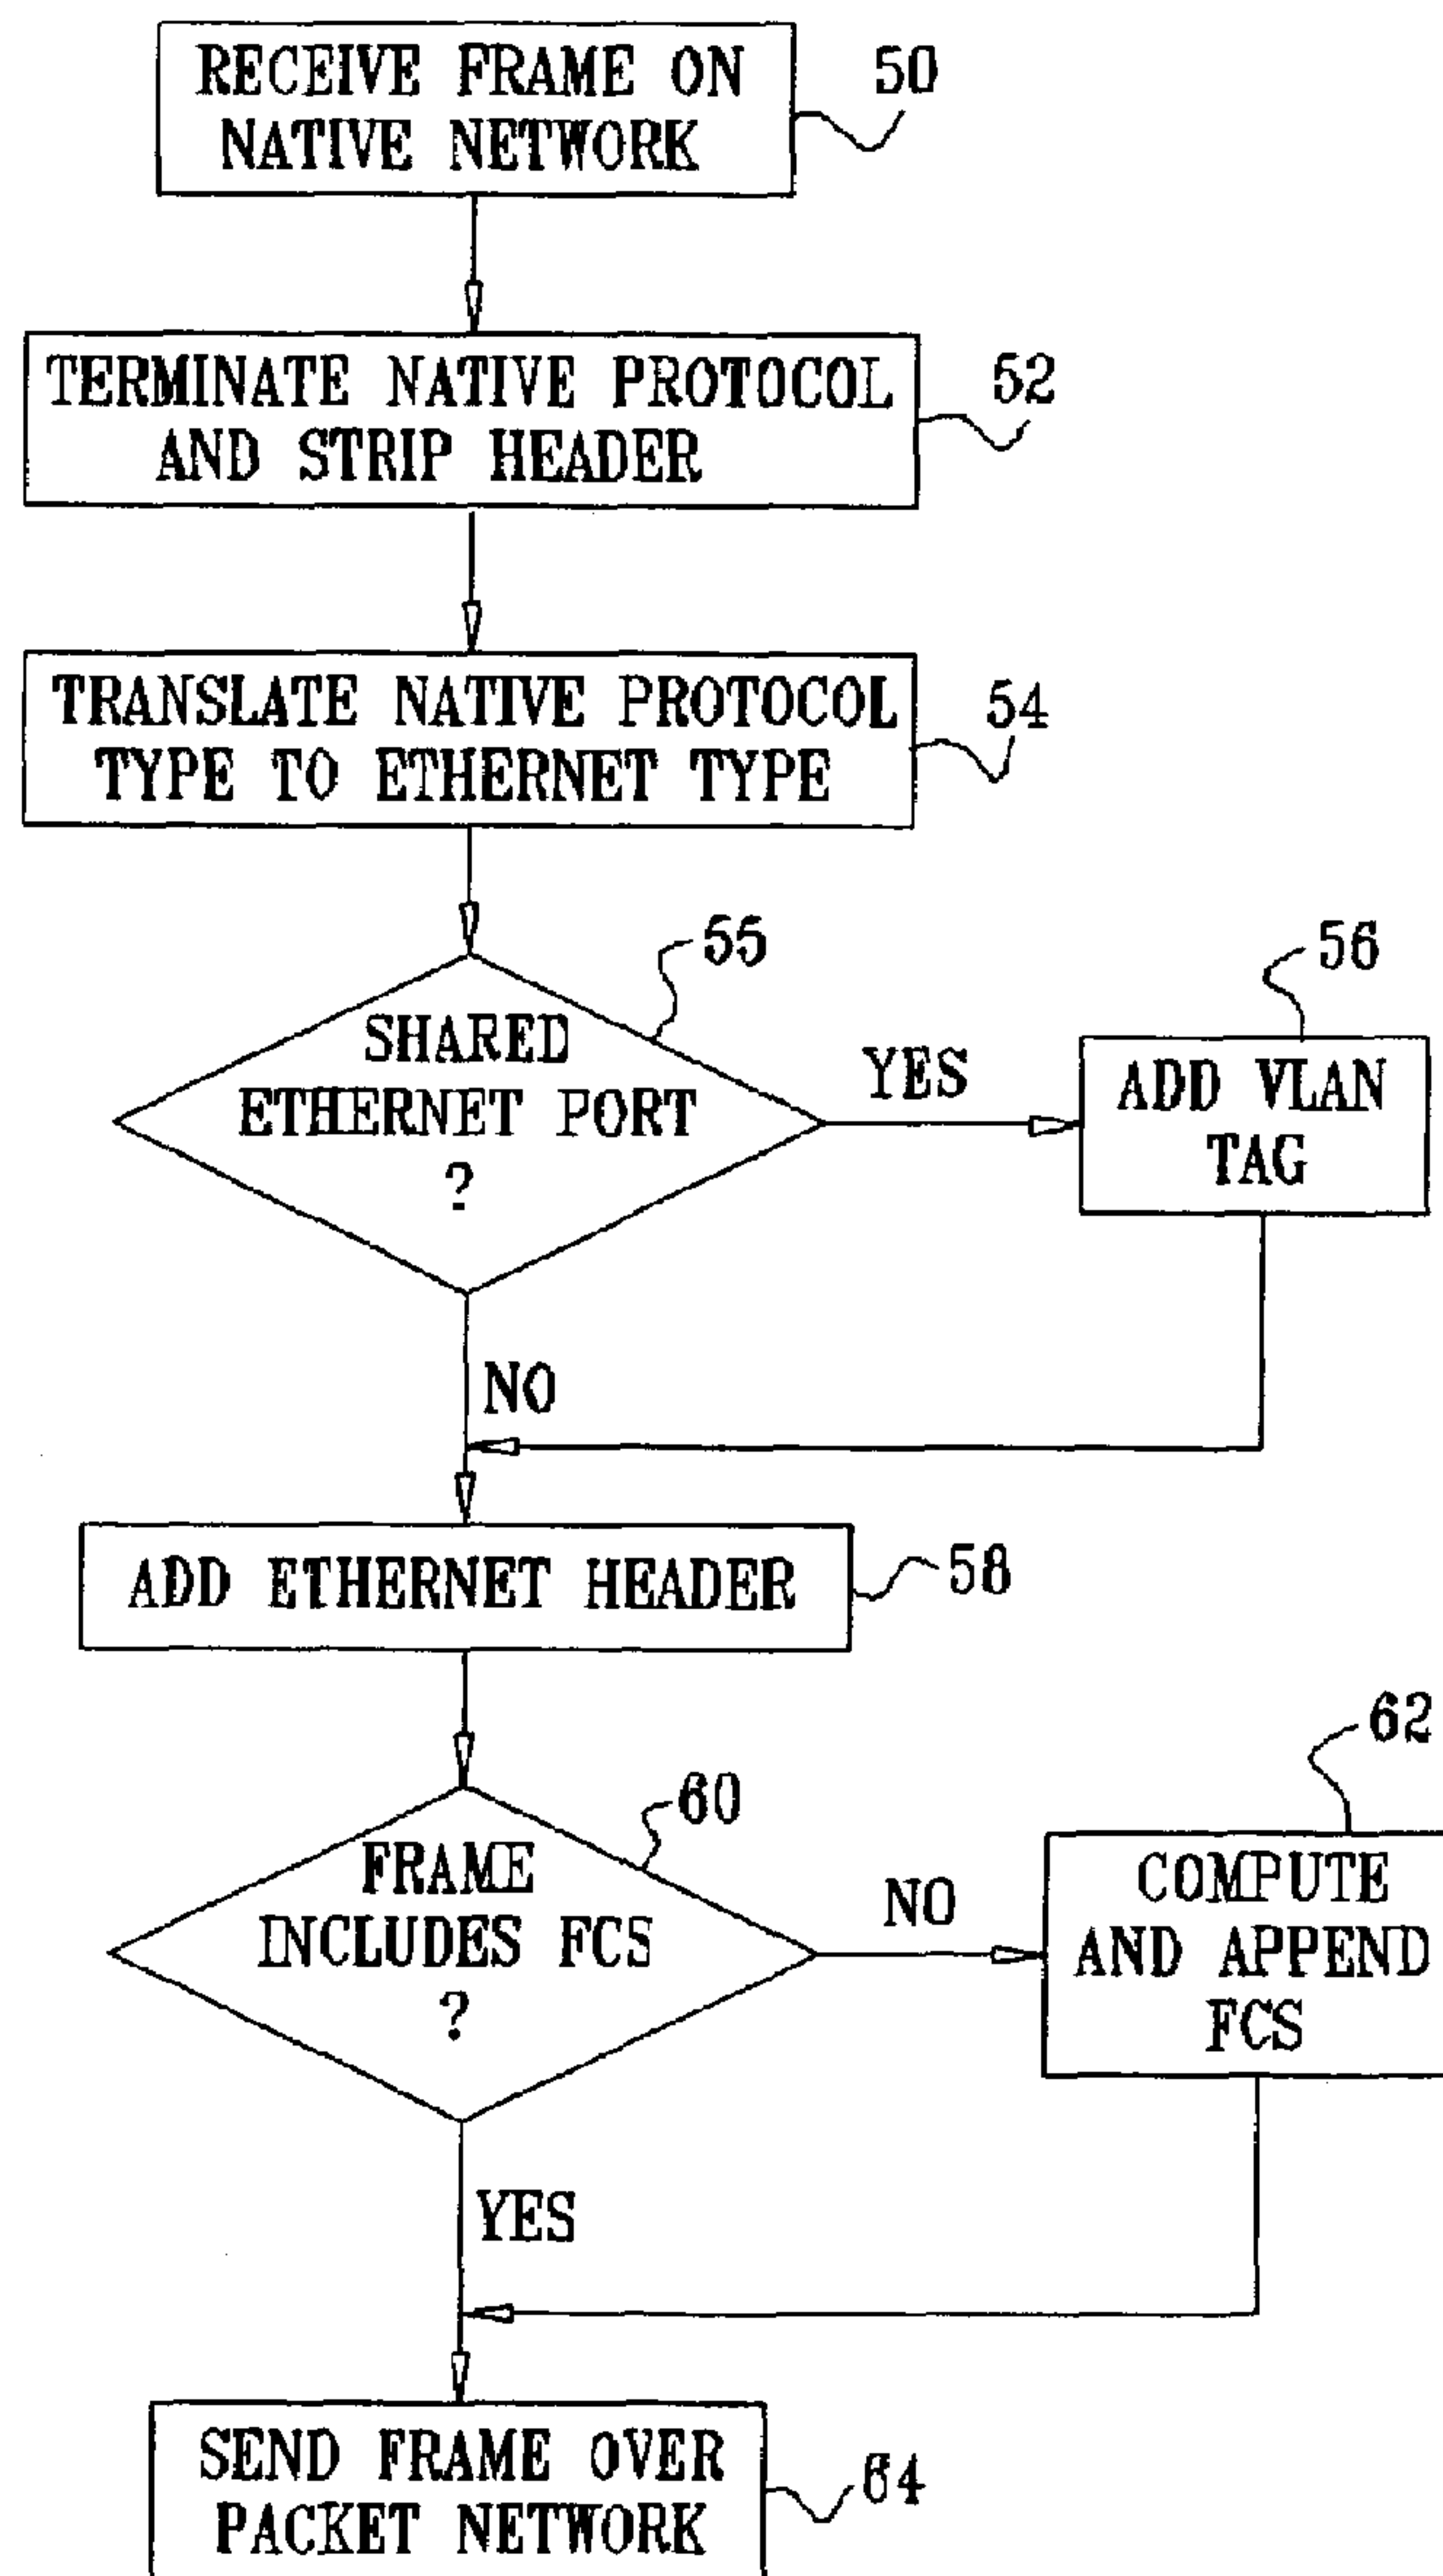 RECEIVE FRAME ON
NATIVE NETWORK
50
TERMINATE NATIVE PROTOCOL
AND STRIP HEADER
52
TRANSLATE NATIVE PROTOCOL
TYPE TO ETHERNET TYPE
54
55
SHARED
ETHERNET PORT
?
YES
56
ADD VLAN
TAG
NO
ADD ETHERNET HEADER
58
60
FRAME
INCLUDES FCS
?
NO
62
COMPUTE
AND APPEND
FCS
YES
SEND FRAME OVER
PACKET NETWORK
64